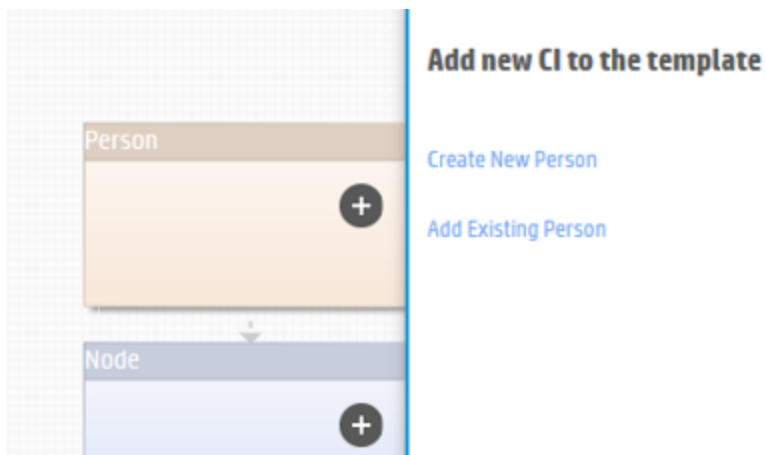 Add new CI to the template
Person
Create New Person
Add Existing Person
Node